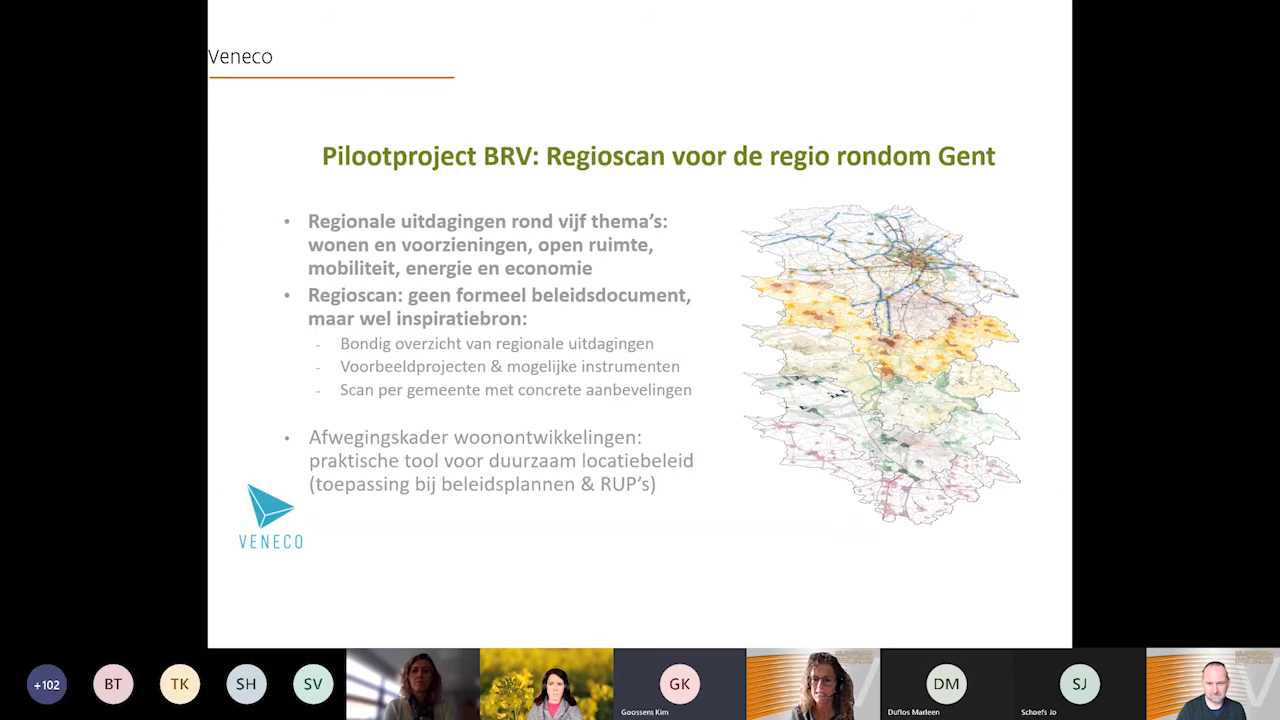 Veneco
Pilootproject BRV: Regioscan voor de regio rondom Gent
• Regionale uitdagingen rond vijf thema's:
wonen en voorzieningen, open ruimte,
mobiliteit, energie en economie
• Regioscan: geen formeel beleidsdocument,
maar wel inspiratiebron:
- Bondig overzicht van regionale uitdagingen
- Voorbeeldprojecten & mogelijke instrumenten
- Scan per gemeente met concrete aanbevelingen
• Afwegingskader woonontwikkelingen:
praktische tool voor duurzaam locatiebeleid
(toepassing bij beleidsplannen & RUP's)
VENECO
+102
BT
TK
SH
SV
GK
Goossens Kim
DM
Duflos Marleen
SJ
Schoefs Jo